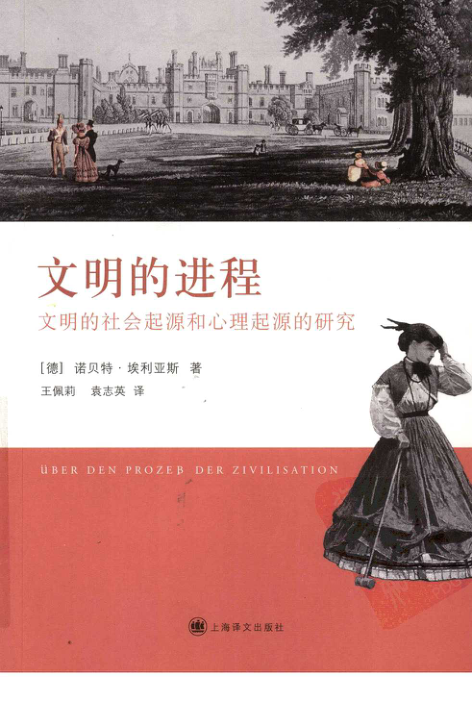 文明的进程
文明的社会起源和心理起源的研究
[德] 诺贝特·埃利亚斯 著
王佩莉 袁志英 译
ÜBER DEN PROZEß DER ZIVILISATION
上海译文出版社